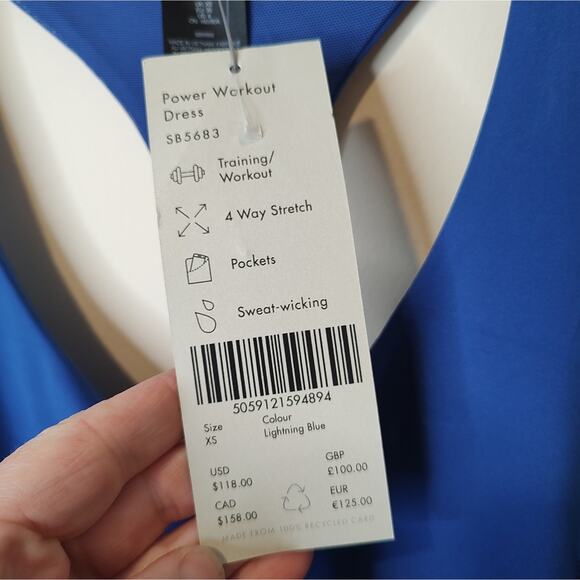 Power Workout
Dress
SB5683
Training/
Workout
4 Way Stretch
Pockets
Sweat-wicking
5059121594894
Size
XS
Colour
Lightning Blue
USD
$118.00
GBP
£100.00
CAD
$158.00
EUR
€125.00
MADE FROM 100% RECYCLED CARD